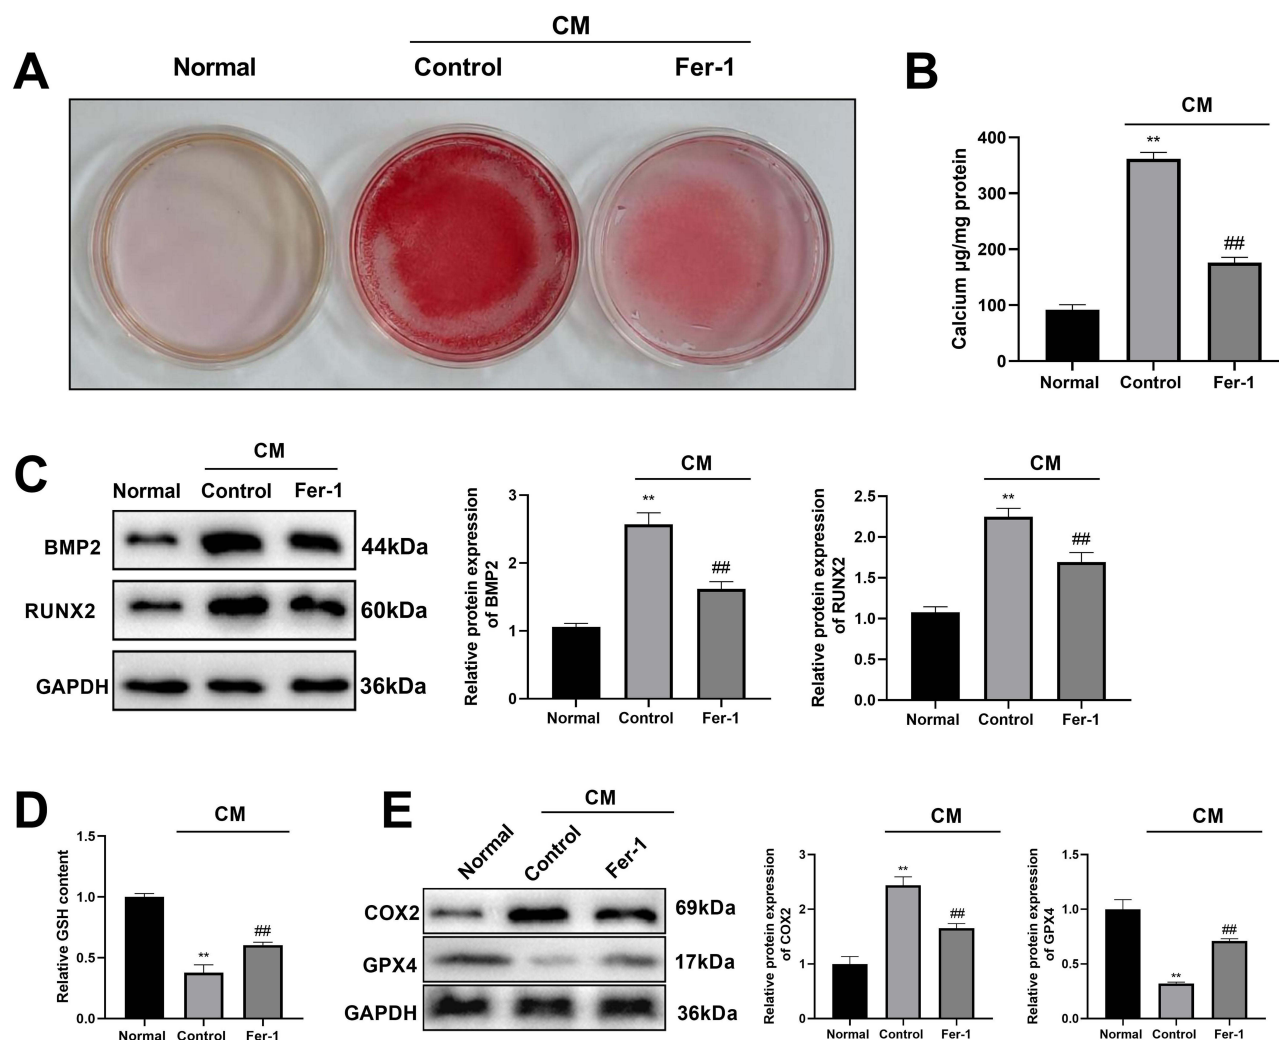 A
CM
Normal Control Fer-1
B
CM
Calcium µg/mg protein
400
300
200
100
0
**
##
Normal Control Fer-1
C
CM
Normal Control Fer-1
BMP2 44kDa
RUNX2 60kDa
GAPDH 36kDa
CM
Relative protein expression
of BMP2
3
2
1
0
**
##
Normal Control Fer-1
CM
Relative protein expression
of RUNX2
2.5
2.0
1.5
1.0
0.5
0.0
**
##
Normal Control Fer-1
D
CM
Relative GSH content
1.5
1.0
0.5
0.0
**
##
Normal Control Fer-1
E
CM
Normal Control Fer-1
COX2 69kDa
GPX4 17kDa
GAPDH 36kDa
CM
Relative protein expression
of COX2
3
2
1
0
**
##
Normal Control Fer-1
CM
Relative protein expression
of GPX4
1.5
1.0
0.5
0.0
**
##
Normal Control Fer-1